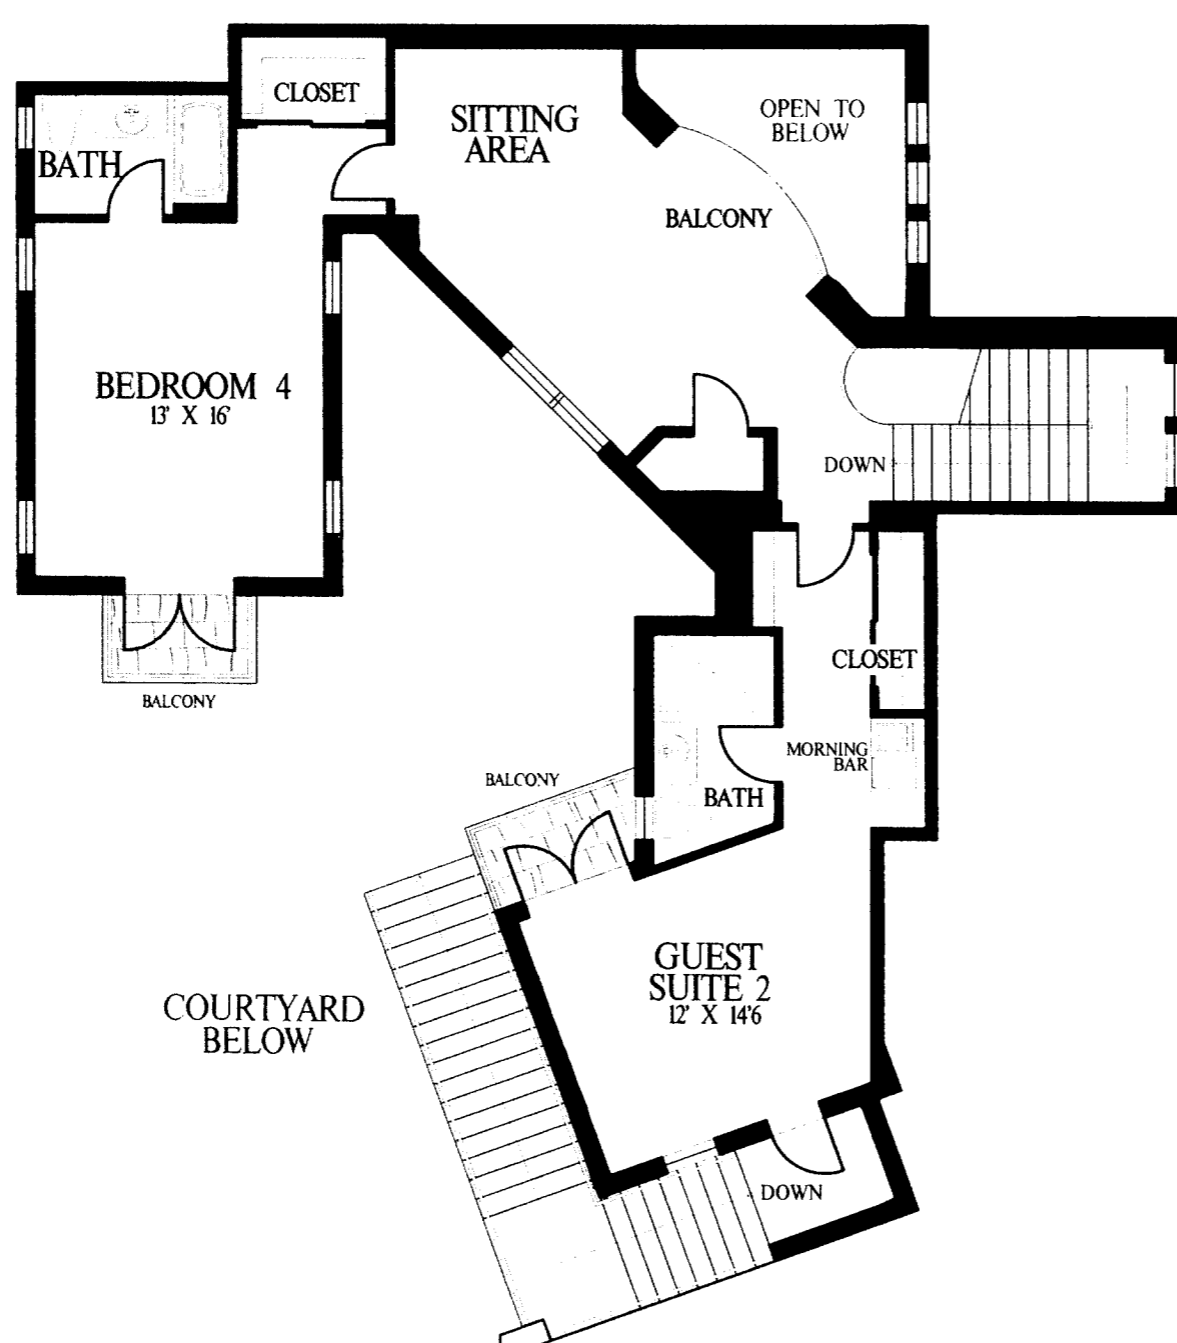 CLOSET
SITTING
AREA
OPEN TO
BELOW
BATH
BALCONY
BEDROOM 4
13' X 16'
DOWN
CLOSET
BALCONY
MORNING
BAR
BALCONY
BATH
GUEST
SUITE 2
12' X 14'6
COURTYARD
BELOW
DOWN